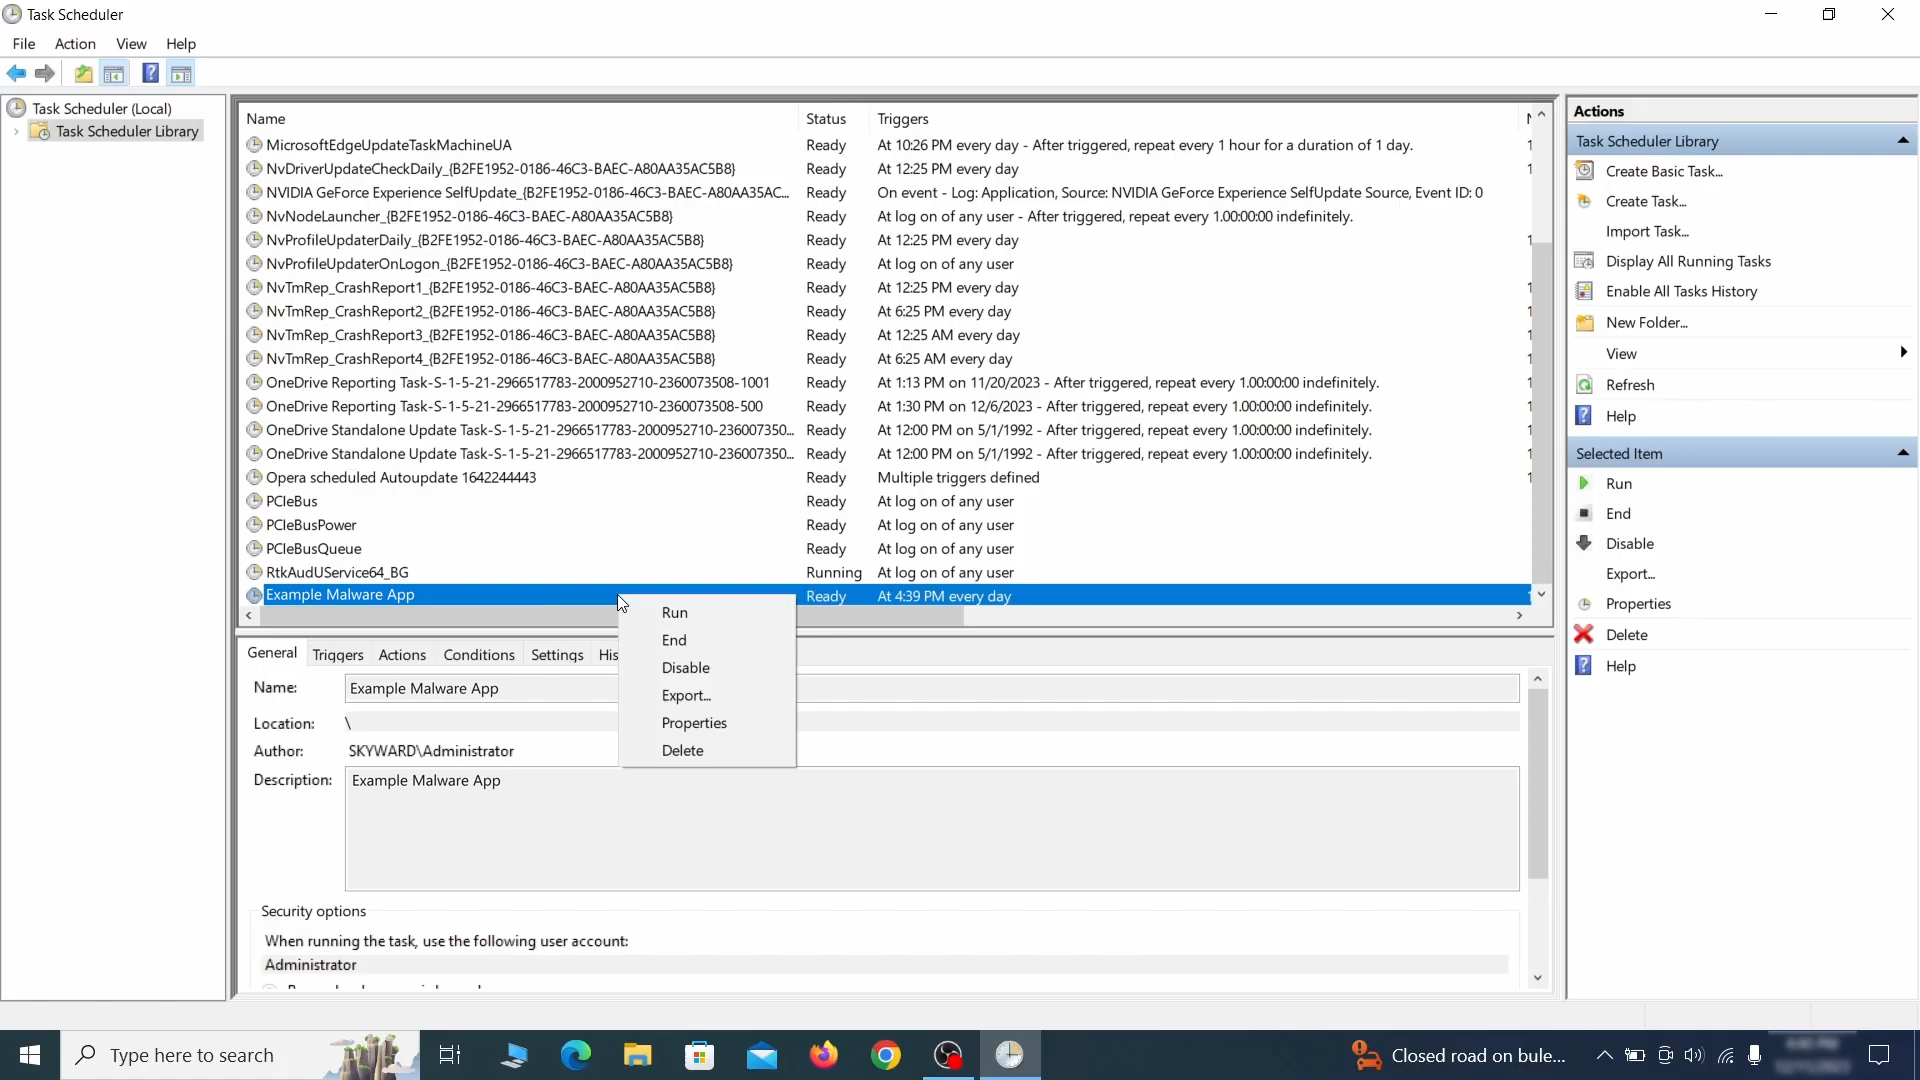 Task Scheduler
File Action View Help
Task Scheduler (Local)
Task Scheduler Library
Name Status Triggers
MicrosoftEdgeUpdateTaskMachineUA Ready At 10:26 PM every day - After triggered, repeat every 1 hour for a duration of 1 day.
NvDriverUpdateCheckDaily_{B2FE1952-0186-46C3-BAEC-A80AA35AC5B8} Ready At 12:25 PM every day
NVIDIA GeForce Experience SelfUpdate_{B2FE1952-0186-46C3-BAEC-A80AA35AC... Ready On event - Log: Application, Source: NVIDIA GeForce Experience SelfUpdate Source, Event ID: 0
NvNodeLauncher_{B2FE1952-0186-46C3-BAEC-A80AA35AC5B8} Ready At log on of any user - After triggered, repeat every 1.00:00:00 indefinitely.
NvProfileUpdaterDaily_{B2FE1952-0186-46C3-BAEC-A80AA35AC5B8} Ready At 12:25 PM every day
NvProfileUpdaterOnLogon_{B2FE1952-0186-46C3-BAEC-A80AA35AC5B8} Ready At log on of any user
NvTmRep_CrashReport1_{B2FE1952-0186-46C3-BAEC-A80AA35AC5B8} Ready At 12:25 PM every day
NvTmRep_CrashReport2_{B2FE1952-0186-46C3-BAEC-A80AA35AC5B8} Ready At 6:25 PM every day
NvTmRep_CrashReport3_{B2FE1952-0186-46C3-BAEC-A80AA35AC5B8} Ready At 12:25 AM every day
NvTmRep_CrashReport4_{B2FE1952-0186-46C3-BAEC-A80AA35AC5B8} Ready At 6:25 AM every day
OneDrive Reporting Task-S-1-5-21-2966517783-2000952710-2360073508-1001 Ready At 1:13 PM on 11/20/2023 - After triggered, repeat every 1.00:00:00 indefinitely.
OneDrive Reporting Task-S-1-5-21-2966517783-2000952710-2360073508-500 Ready At 1:30 PM on 12/6/2023 - After triggered, repeat every 1.00:00:00 indefinitely.
OneDrive Standalone Update Task-S-1-5-21-2966517783-2000952710-236007350... Ready At 12:00 PM on 5/1/1992 - After triggered, repeat every 1.00:00:00 indefinitely.
OneDrive Standalone Update Task-S-1-5-21-2966517783-2000952710-236007350... Ready At 12:00 PM on 5/1/1992 - After triggered, repeat every 1.00:00:00 indefinitely.
Opera scheduled Autoupdate 1642244443 Ready Multiple triggers defined
PCIeBus Ready At log on of any user
PCIeBusPower Ready At log on of any user
PCIeBusQueue Ready At log on of any user
RtkAudUService64_BG Running At log on of any user
Example Malware App Ready At 4:39 PM every day
Run
End
Disable
Export...
Properties
Delete
General Triggers Actions Conditions Settings
Name: Example Malware App
Location: \
Author: SKYWARD\Administrator
Description: Example Malware App
Security options
When running the task, use the following user account:
Administrator
Actions
Task Scheduler Library
Create Basic Task...
Create Task...
Import Task...
Display All Running Tasks
Enable All Tasks History
New Folder...
View
Refresh
Help
Selected Item
Run
End
Disable
Export...
Properties
Delete
Help
Type here to search
Closed road on bule...